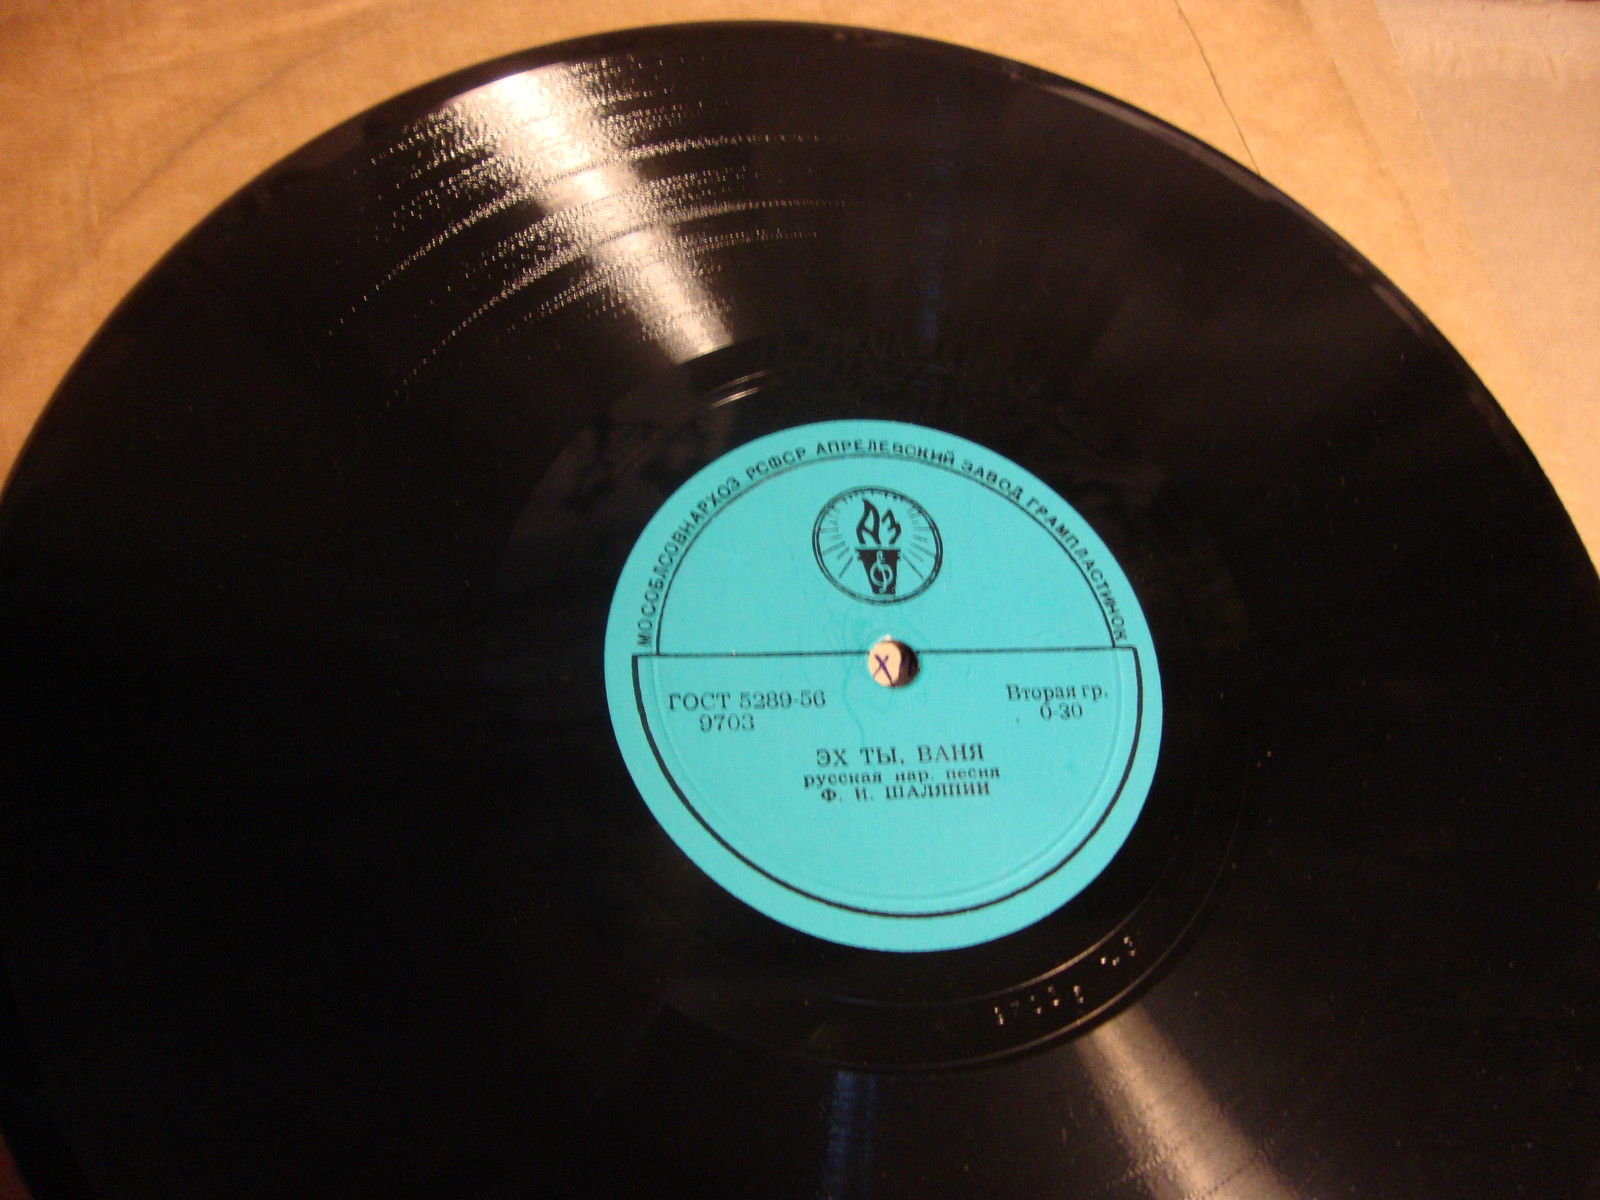 МОСОБЛСОВНАРХОЗ РСФСР АПРЕЛЕВСКИЙ ЗАВОД ГРАМПЛАСТИНОК
АЗ
ГОСТ 5289-56
9703
Вторая гр.
0-30
ЭХ ТЫ, ВАНЯ
русская нар. песня
Ф. И. ШАЛЯПИН
X